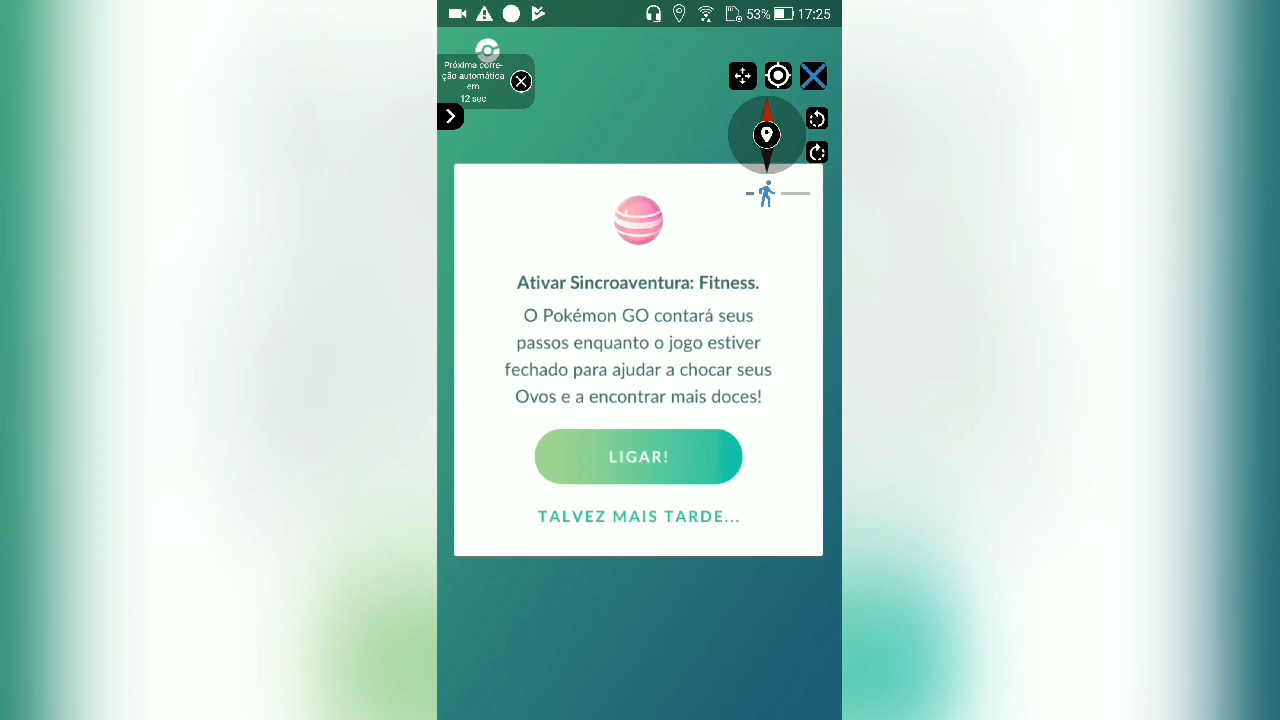 53% 17:25
Próxima corre-
ção automática
em
12 sec
Ativar Sincroaventura: Fitness.
O Pokémon GO contará seus
passos enquanto o jogo estiver
fechado para ajudar a chocar seus
Ovos e a encontrar mais doces!
LIGAR!
TALVEZ MAIS TARDE...